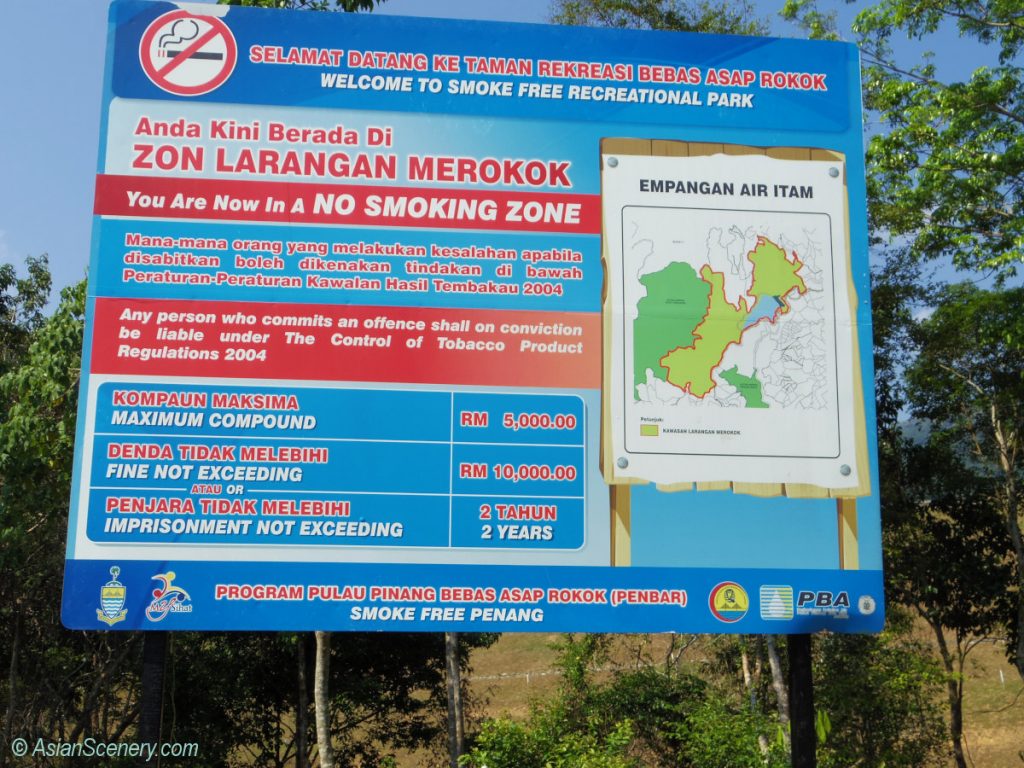 SELAMAT DATANG KE TAMAN REKREASI BEBAS ASAP ROKOK
WELCOME TO SMOKE FREE RECREATIONAL PARK
Anda Kini Berada Di
ZON LARANGAN MEROKOK
You Are Now In A NO SMOKING ZONE
Mana-mana orang yang melakukan kesalahan apabila
disabitkan boleh dikenakan tindakan di bawah
Peraturan-Peraturan Kawalan Hasil Tembakau 2004
Any person who commits an offence shall on conviction
be liable under The Control of Tobacco Product
Regulations 2004
KOMPAUN MAKSIMA
MAXIMUM COMPOUND
RM 5,000.00
DENDA TIDAK MELEBIHI
FINE NOT EXCEEDING
RM 10,000.00
ATAU OR
PENJARA TIDAK MELEBIHI
IMPRISONMENT NOT EXCEEDING
2 TAHUN
2 YEARS
EMPANGAN AIR ITAM
Petunjuk:
KAWASAN LARANGAN MEROKOK
PROGRAM PULAU PINANG BEBAS ASAP ROKOK (PENBAR)
SMOKE FREE PENANG
PBA
© AsianScenery.com